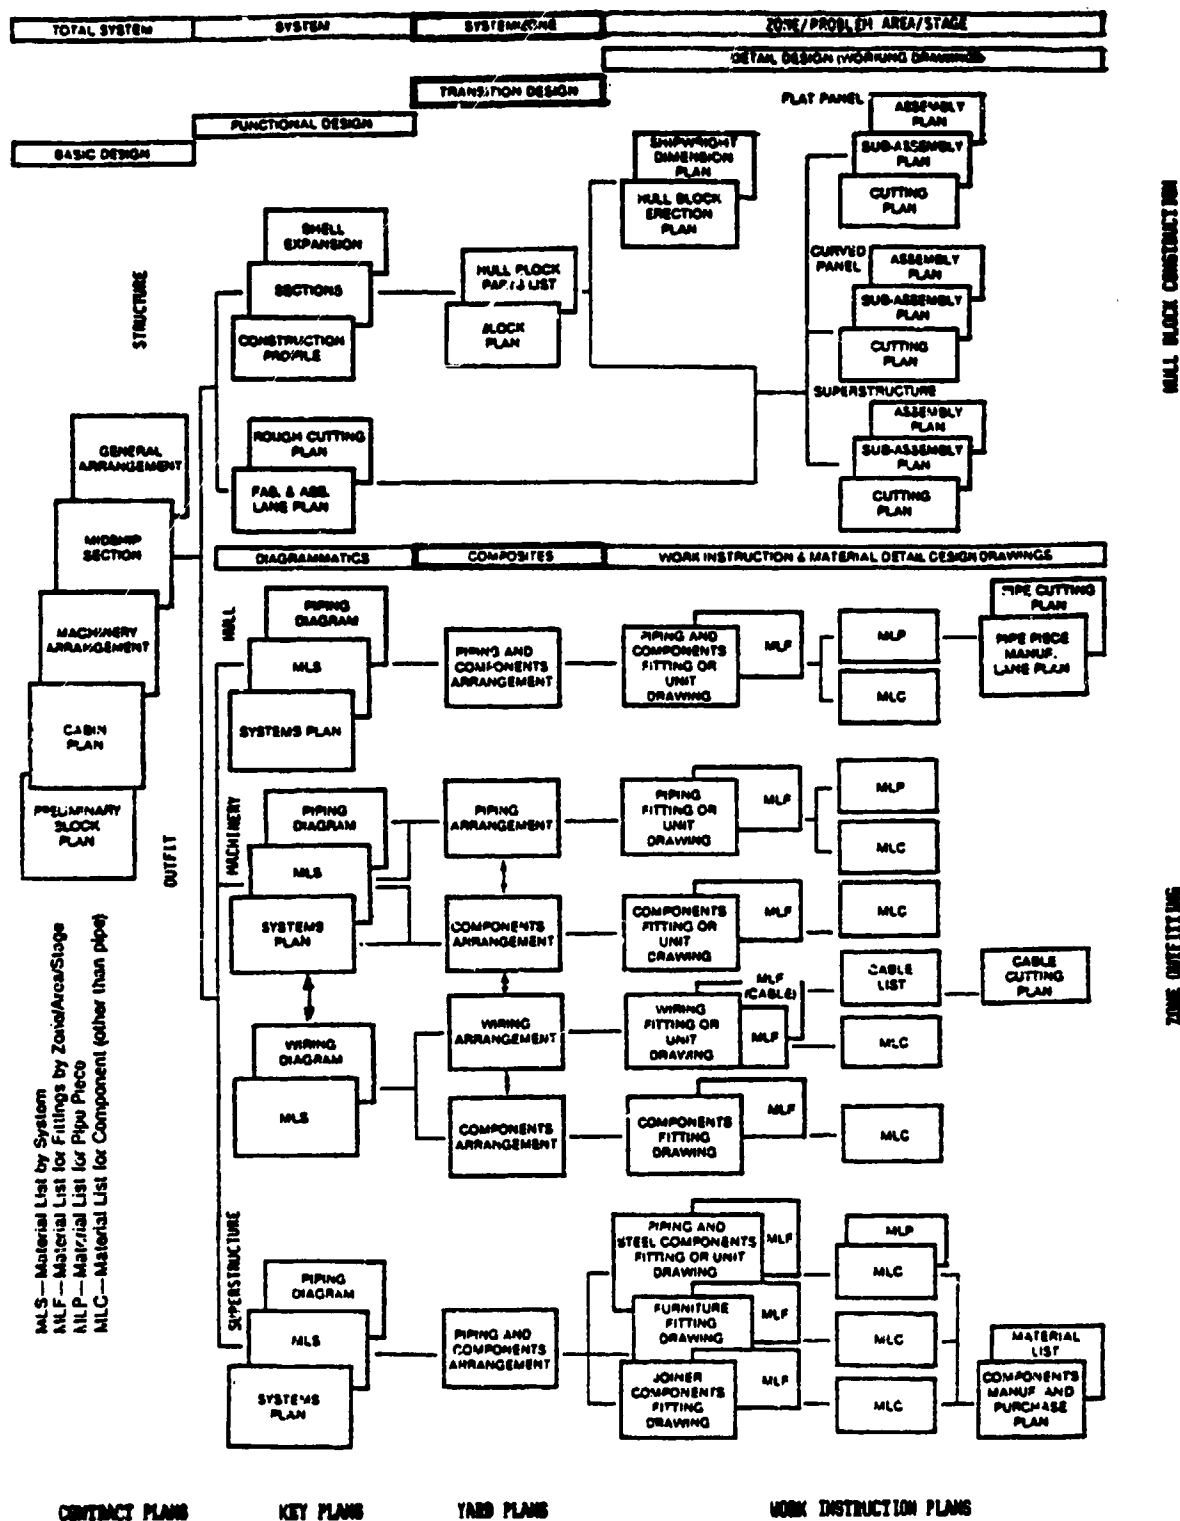 TOTAL SYSTEM
SYSTEM
SYSTEM/ZONE
ZONE/PROBLEM AREA/STAGE
DETAIL DESIGN (WORKING DRAWINGS)
TRANSITION DESIGN
FUNCTIONAL DESIGN
BASIC DESIGN
STRUCTURE
SHELL
EXPANSION
SECTIONS
CONSTRUCTION
PROFILE
ROUGH CUTTING
PLAN
FAB. & ASB.
LANE PLAN
HULL BLOCK
PARTS LIST
BLOCK
PLAN
SHIPWRIGHT
DIMENSION
PLAN
HULL BLOCK
ERECTION
PLAN
FLAT PANEL
ASSEMBLY
PLAN
SUB-ASSEMBLY
PLAN
CUTTING
PLAN
CURVED
PANEL
ASSEMBLY
PLAN
SUB-ASSEMBLY
PLAN
CUTTING
PLAN
SUPERSTRUCTURE
ASSEMBLY
PLAN
SUB-ASSEMBLY
PLAN
CUTTING
PLAN
HULL BLOCK CONSTRUCTION
GENERAL
ARRANGEMENT
MIDSHIP
SECTION
MACHINERY
ARRANGEMENT
CABIN
PLAN
PRELIMINARY
BLOCK
PLAN
OUTFIT
DIAGRAMMATICS
COMPOSITES
WORK INSTRUCTION & MATERIAL DETAIL DESIGN DRAWINGS
HULL
PIPING
DIAGRAM
MLS
SYSTEMS PLAN
PIPING AND
COMPONENTS
ARRANGEMENT
PIPING AND
COMPONENTS
FITTING OR
UNIT
DRAWING
MLF
MLP
MLC
PIPE CUTTING
PLAN
PIPE PIECE
MANUF.
LANE PLAN
MACHINERY
PIPING
DIAGRAM
MLS
SYSTEMS
PLAN
PIPING
ARRANGEMENT
PIPING
FITTING OR
UNIT
DRAWING
MLF
MLP
MLC
COMPONENTS
ARRANGEMENT
COMPONENTS
FITTING OR
UNIT
DRAWING
MLF
MLC
WIRING
DIAGRAM
MLS
WIRING
ARRANGEMENT
MLF
(CABLE)
WIRING
FITTING OR
UNIT
DRAWING
MLF
CABLE
LIST
CABLE
CUTTING
PLAN
MLC
COMPONENTS
ARRANGEMENT
COMPONENTS
FITTING
DRAWING
MLF
MLC
ZONE OUTFITTING
SUPERSTRUCTURE
PIPING
DIAGRAM
MLS
SYSTEMS
PLAN
PIPING AND
COMPONENTS
ARRANGEMENT
PIPING AND
STEEL COMPONENTS
FITTING OR UNIT
DRAWING
MLF
MLP
MLC
FURNITURE
FITTING
DRAWING
MLF
MLC
JOINER
COMPONENTS
FITTING
DRAWING
MLF
MLC
MATERIAL
LIST
COMPONENTS
MANUF. AND
PURCHASE
PLAN
MLS—Material List by System
MLF—Material List for Fittings by Zone/Area/Stage
MLP—Material List for Pipe Piece
MLC—Material List for Component (other than pipe)
CONTRACT PLANS
KEY PLANS
YARD PLANS
WORK INSTRUCTION PLANS